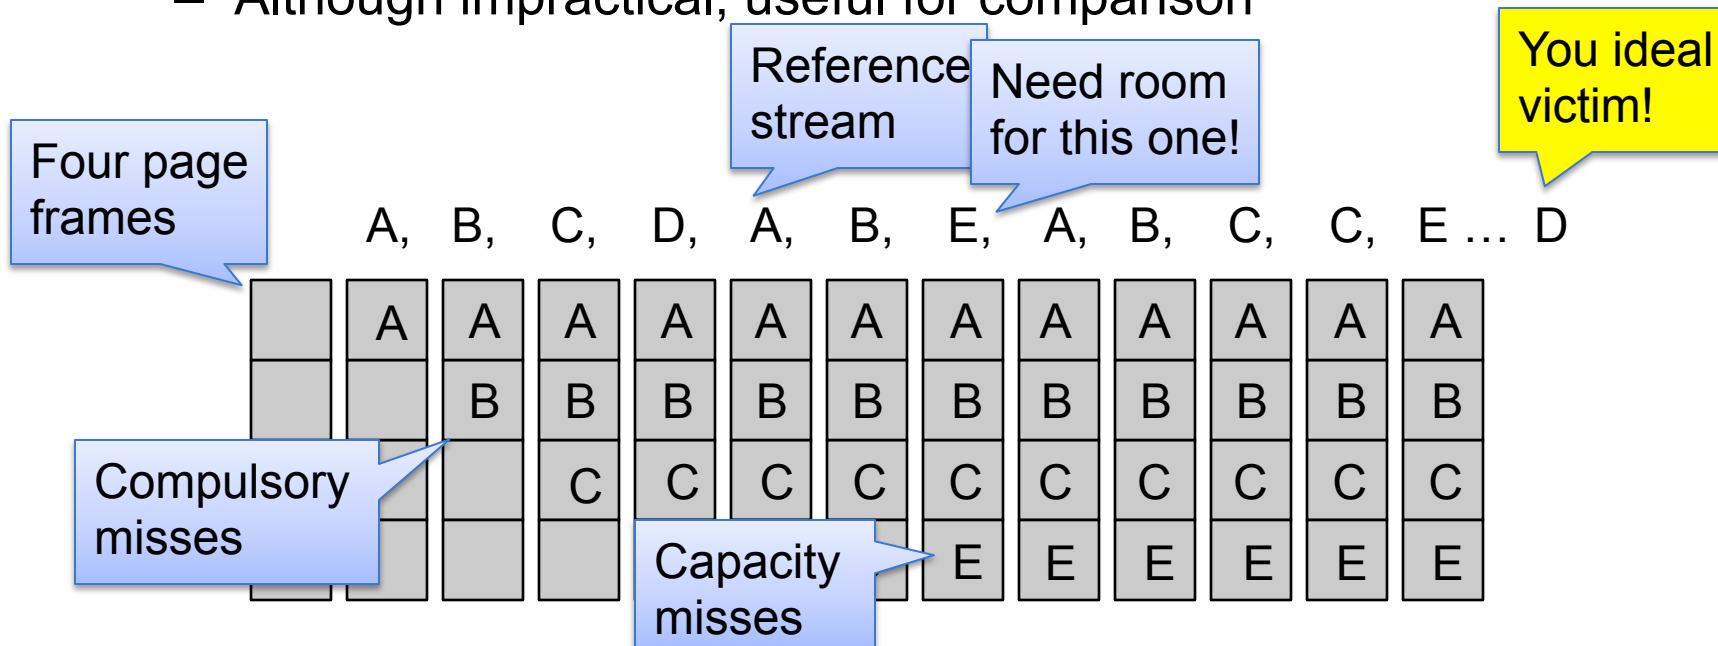 – Although impractical, useful for comparison
Reference
stream
Need room
for this one!
You ideal
victim!
Four page
frames
A, B, C, D, A, B, E, A, B, C, C, E … D
A A A A A A A A A A A A
B B B B B B B B B B B
C C C C C C C C C C
E E E E E E
Compulsory
misses
Capacity
misses